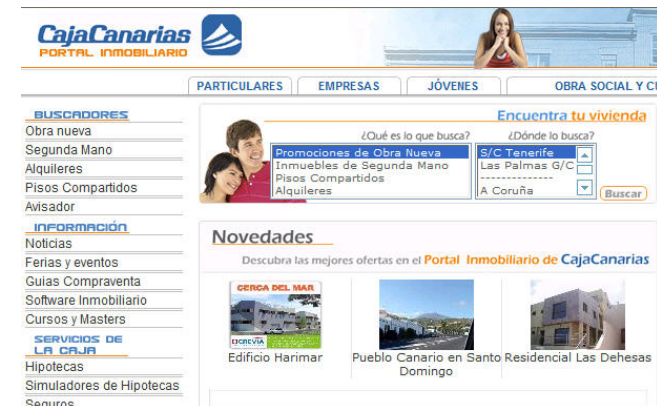 CajaCanarias
PORTAL INMOBILIARIO
PARTICULARES
EMPRESAS
JÓVENES
OBRA SOCIAL Y
BUSCADORES
Obra nueva
Segunda Mano
Alquileres
Pisos Compartidos
Avisador
INFORMACIÓN
Noticias
Ferias y eventos
Guias Compraventa
Software Inmobiliario
Cursos y Masters
SERVICIOS DE
LA CAJA
Hipotecas
Simuladores de Hipotecas
Seguros
Encuentra tu vivienda
¿Qué es lo que busca?
¿Dónde lo busca?
Promociones de Obra Nueva
Inmuebles de Segunda Mano
Pisos Compartidos
Alquileres
S/C Tenerife
Las Palmas G/C
--------------
A Coruña
Buscar
Novedades
Descubra las mejores ofertas en el Portal Inmobiliario de CajaCanarias
CERCA DEL MAR
Edificio Harimar
Pueblo Canario en Santo
Domingo
Residencial Las Dehesas